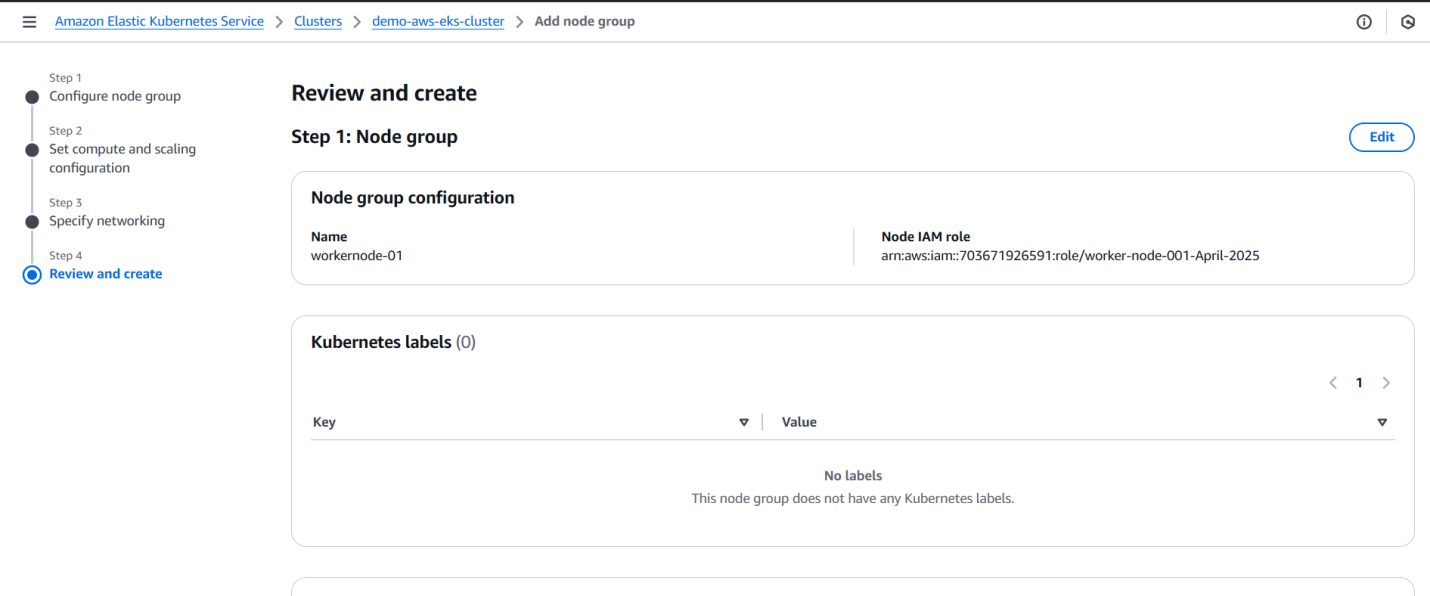 Amazon Elastic Kubernetes Service > Clusters > demo-aws-eks-cluster > Add node group
Step 1
Configure node group
Step 2
Set compute and scaling
configuration
Step 3
Specify networking
Step 4
Review and create
Review and create
Step 1: Node group
Edit
Node group configuration
Name
workernode-01
Node IAM role
arn:aws:iam::703671926591:role/worker-node-001-April-2025
Kubernetes labels (0)
< 1 >
Key
Value
No labels
This node group does not have any Kubernetes labels.